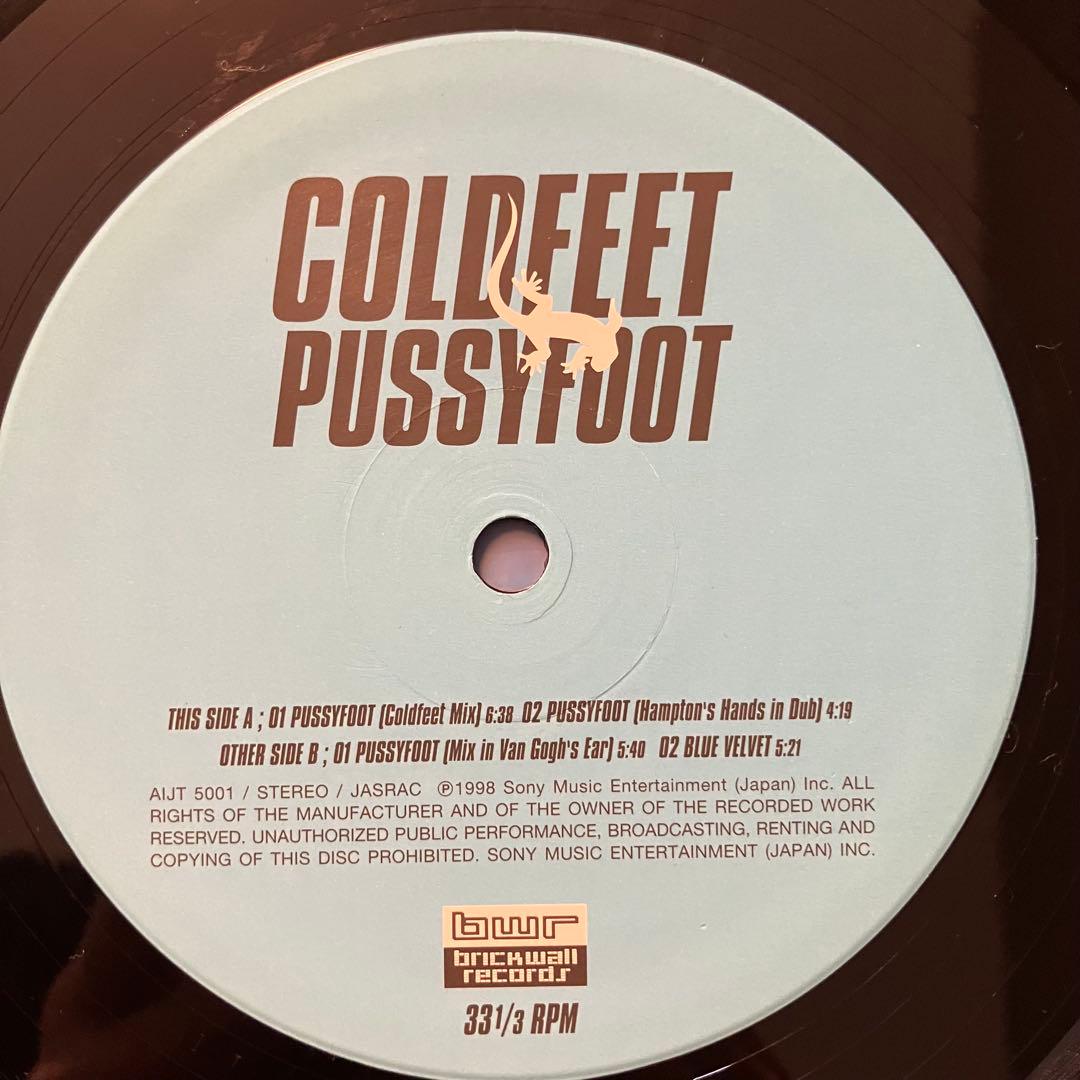 COLDFEET
PUSSYFOOT
THIS SIDE A ; 01 PUSSYFOOT (Coldfeet Mix) 6:38 02 PUSSYFOOT (Hampton's Hands in Dub) 4:19
OTHER SIDE B ; 01 PUSSYFOOT (Mix in Van Gogh's Ear) 5:40 02 BLUE VELVET 5:21
AIJT 5001 / STEREO / JASRAC ℗1998 Sony Music Entertainment (Japan) Inc. ALL
RIGHTS OF THE MANUFACTURER AND OF THE OWNER OF THE RECORDED WORK
RESERVED. UNAUTHORIZED PUBLIC PERFORMANCE, BROADCASTING, RENTING AND
COPYING OF THIS DISC PROHIBITED. SONY MUSIC ENTERTAINMENT (JAPAN) INC.
bwr
brickwall
records
33 1/3 RPM